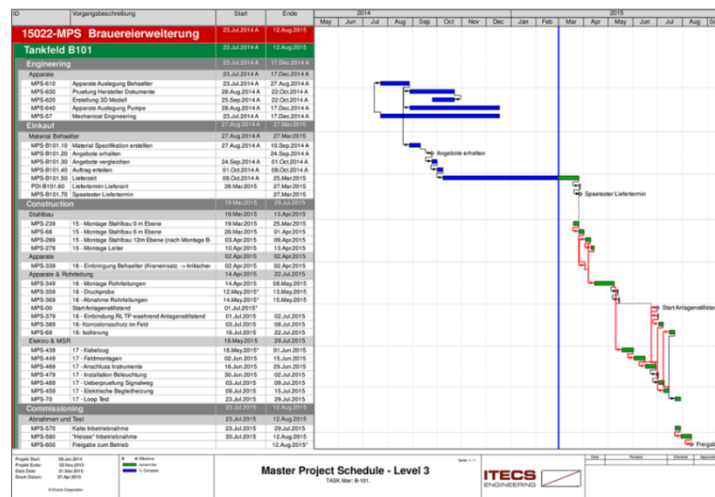 ID Vorgangsbeschreibung Start Ende 2014 2015
May Jun Jul Aug Sep Oct Nov Dec Jan Feb Mar Apr May Jun Jul Aug
15022-MPS Brauereierweiterung 23.Jul.2014 A 12.Aug.2015
Tankfeld B101 23.Jul.2014 A 12.Aug.2015
Engineering 23.Jul.2014 A 17.Dec.2014 A
Apparate 23.Jul.2014 A 17.Dec.2014 A
MPS-610 Apparate Auslegung Behaelter 23.Jul.2014 A 27.Aug.2014 A
MPS-630 Pruefung Hersteller Dokumente 28.Aug.2014 A 22.Oct.2014 A
MPS-620 Erstellung 3D Modell 25.Sep.2014 A 22.Oct.2014 A
MPS-640 Apparate Auslegung Pumpe 28.Aug.2014 A 17.Dec.2014 A
MPS-57 Mechanical Engineering 23.Jul.2014 A 17.Dec.2014 A
Einkauf 27.Aug.2014 A 27.Mar.2015
Material Behaelter 27.Aug.2014 A 27.Mar.2015
MPS-B101.10 Material Spezifikation erstellen 27.Aug.2014 A 10.Sep.2014 A
MPS-B101.20 Angebote erhalten 24.Sep.2014 A
Angebote erhalten
MPS-B101.30 Angebote vergleichen 24.Sep.2014 A 01.Oct.2014 A
MPS-B101.40 Auftrag erteilen 01.Oct.2014 A 08.Oct.2014 A
MPS-B101.50 Lieferzeit 08.Oct.2014 A 25.Mar.2015
PDI-B101.60 Liefertermin Lieferant 26.Mar.2015 27.Mar.2015
MPS-B101.70 Spaetester Liefertermin 27.Mar.2015
Spaetester Liefertermin
Construction 19.Mar.2015 29.Jul.2015
Stahlbau 19.Mar.2015 13.Apr.2015
MPS-239 15 - Montage Stahlbau 0 m Ebene 19.Mar.2015 25.Mar.2015
MPS-68 15 - Montage Stahlbau 6 m Ebene 26.Mar.2015 01.Apr.2015
MPS-289 15 - Montage Stahlbau 12m Ebene (nach Montage B 03.Apr.2015 09.Apr.2015
MPS-279 15 - Montage Leiter 10.Apr.2015 13.Apr.2015
Apparate 02.Apr.2015 02.Apr.2015
MPS-339 16 - Einbringung Behaelter (Kraneinsatz -> kritischer 02.Apr.2015 02.Apr.2015
Apparate & Rohrleitung 14.Apr.2015 22.Jul.2015
MPS-349 16 - Montage Rohrleitungen 14.Apr.2015 08.May.2015
MPS-359 16 - Druckprobe 12.May.2015* 13.May.2015
MPS-369 16 - Abnahme Rohrleitungen 14.May.2015* 15.May.2015
MPS-00 Start Anlagenstillstand 01.Jul.2015*
Start Anlagenstillstand
MPS-379 16 - Einbindung RL TP waehrend Anlagenstillstand 01.Jul.2015 02.Jul.2015
MPS-389 16- Korrosionsschutz im Feld 03.Jul.2015 08.Jul.2015
MPS-69 16- Isolierung 16.Jul.2015 22.Jul.2015
Elektro & MSR 18.May.2015 29.Jul.2015
MPS-439 17 - Kabelzug 18.May.2015* 01.Jun.2015
MPS-449 17 - Feldmontagen 02.Jun.2015 15.Jun.2015
MPS-469 17 - Anschluss Instrumente 16.Jun.2015 29.Jun.2015
MPS-479 17 - Installation Beleuchtung 30.Jun.2015 02.Jul.2015
MPS-489 17 - Ueberpruefung Signalweg 03.Jul.2015 09.Jul.2015
MPS-459 17 - Elektrische Begleitheizung 09.Jul.2015 15.Jul.2015
MPS-70 17 - Loop Test 23.Jul.2015 29.Jul.2015
Commissioning 23.Jul.2015 12.Aug.2015
Abnahmen und Test 23.Jul.2015 12.Aug.2015
MPS-570 Kalte Inbetriebnahme 23.Jul.2015 29.Jul.2015
MPS-580 "Heisse" Inbetriebnahme 30.Jul.2015 12.Aug.2015
MPS-600 Freigabe zum Betrieb 12.Aug.2015*
Freigab
Projekt Start:
Projekt Ende:
Data Date:
Druck Datum: 27.Apr.2015
© Oracle Corporation
Milestone
% Complete
Master Project Schedule - Level 3
TASK filter: B-101.
ITECS
ENGINEERING
Date Revision Checked